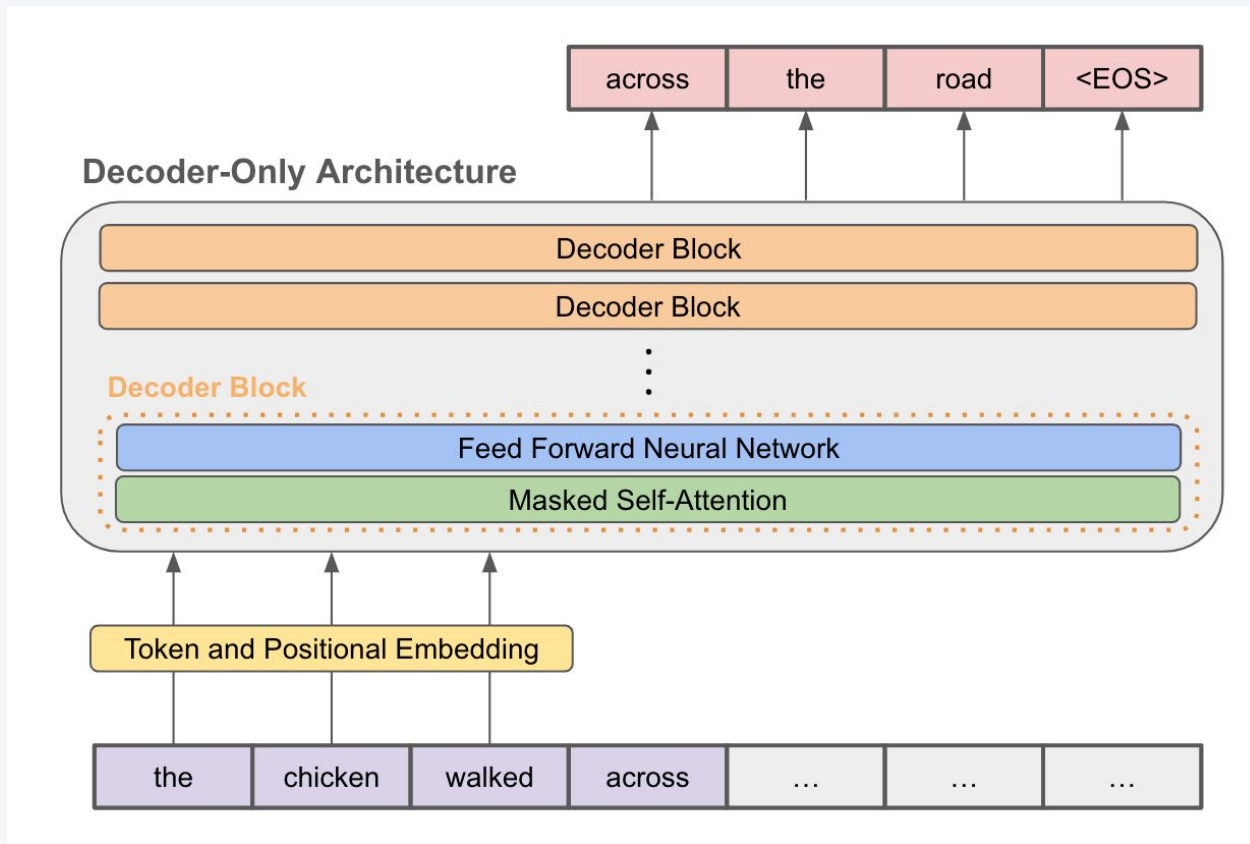 across the road <EOS>
Decoder-Only Architecture
Decoder Block
Decoder Block
Decoder Block
Feed Forward Neural Network
Masked Self-Attention
Token and Positional Embedding
the chicken walked across … … …